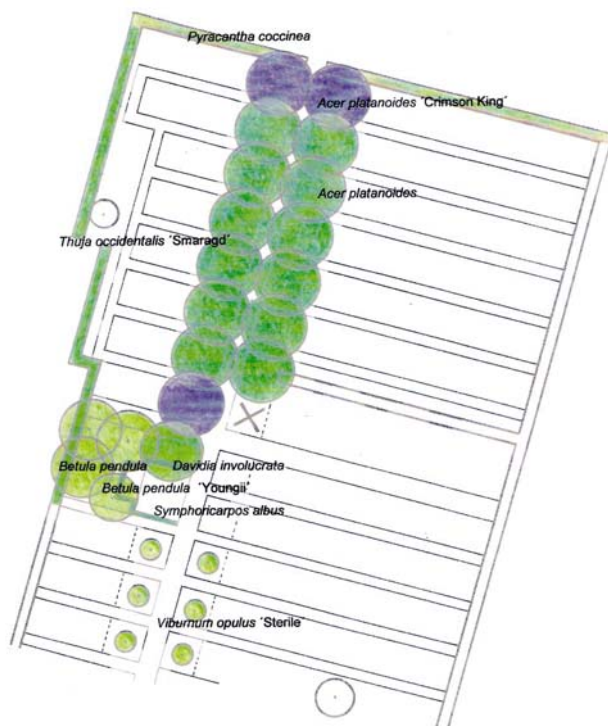 Pyracantha coccinea
Acer platanoides ´Crimson King´
Acer platanoides
Thuja occidentalis ´Smaragd´
Betula pendula
Davidia involucrata
Betula pendula ´Youngii´
Symphoricarpos albus
Viburnum opulus ´Sterile´